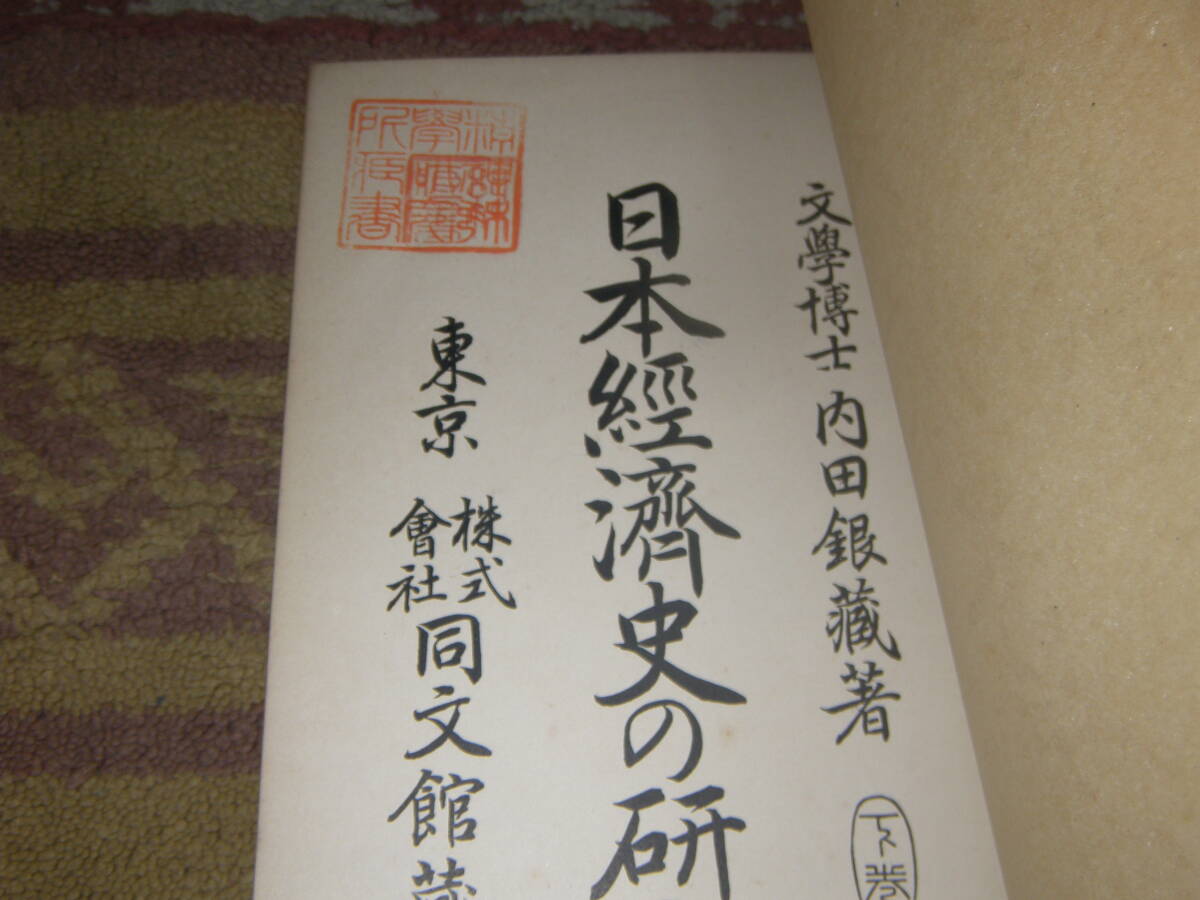 文學博士 内田銀藏著
下卷
日本經濟史の研
東京 株式會社 同文館